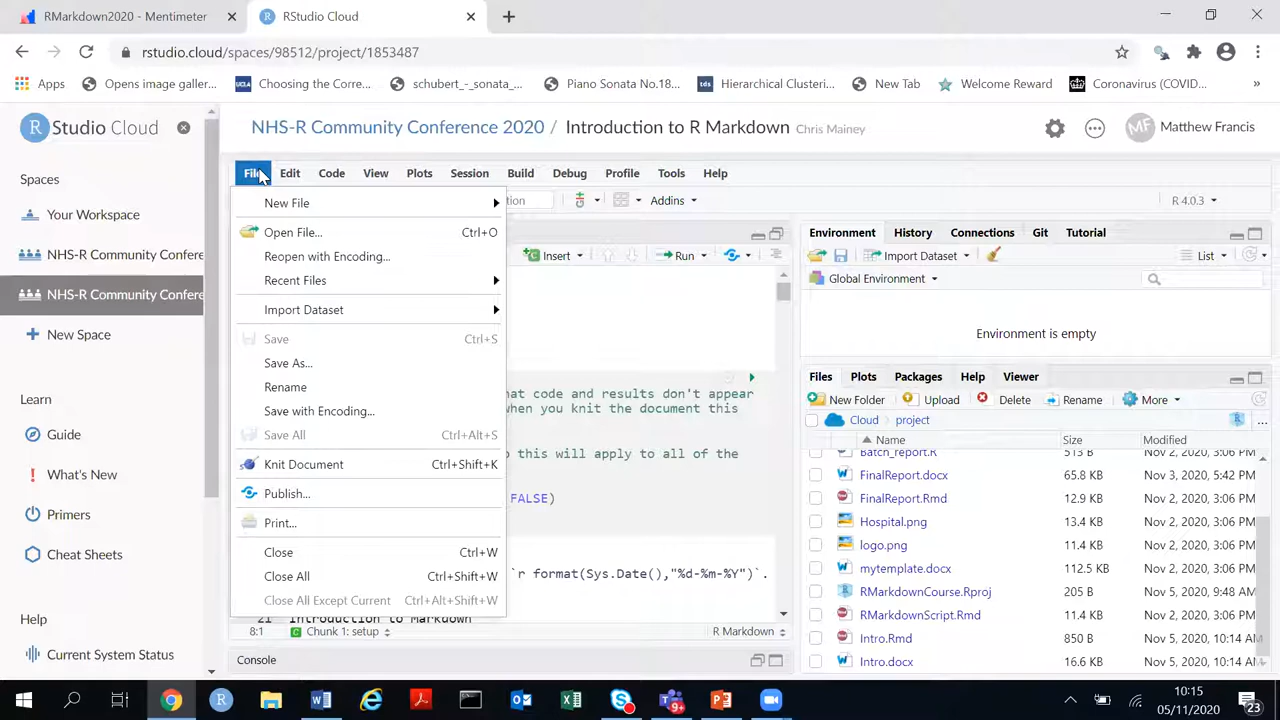 RMarkdown2020 - Mentimeter
RStudio Cloud
rstudio.cloud/spaces/98512/project/1853487
Apps
Opens image galler...
UCLA
Choosing the Corre...
schubert_-_sonata_...
Piano Sonata No.18...
tds
Hierarchical Clusteri...
New Tab
Welcome Reward
Coronavirus (COVID...
»
R Studio Cloud
NHS-R Community Conference 2020 / Introduction to R Markdown Chris Mainey
MF Matthew Francis
Spaces
Your Workspace
NHS-R Community Confere
NHS-R Community Confere
New Space
Learn
Guide
What's New
Primers
Cheat Sheets
Help
Current System Status
File Edit Code View Plots Session Build Debug Profile Tools Help
New File
Open File... Ctrl+O
Reopen with Encoding...
Recent Files
Import Dataset
Save Ctrl+S
Save As...
Rename
Save with Encoding...
Save All Ctrl+Alt+S
Knit Document Ctrl+Shift+K
Publish...
Print...
Close Ctrl+W
Close All Ctrl+Shift+W
Close All Except Current Ctrl+Alt+Shift+W
tion
Addins
R 4.0.3
Insert
Run
at code and results don't appear
when you knit the document this
o this will apply to all of the
FALSE)
`r format(Sys.Date(),"%d-%m-%Y")`.
21 Introduction to Markdown
8:1 Chunk 1: setup R Markdown
Console
Environment History Connections Git Tutorial
Import Dataset List
Global Environment
Environment is empty
Files Plots Packages Help Viewer
New Folder Upload Delete Rename More
Cloud project
...
Name Size Modified
Batch_report.R 513 B Nov 2, 2020, 3:06 PM
FinalReport.docx 65.8 KB Nov 3, 2020, 5:42 PM
FinalReport.Rmd 12.9 KB Nov 2, 2020, 3:06 PM
Hospital.png 13.4 KB Nov 2, 2020, 3:06 PM
logo.png 11.4 KB Nov 2, 2020, 3:06 PM
mytemplate.docx 112.5 KB Nov 2, 2020, 3:06 PM
RMarkdownCourse.Rproj 205 B Nov 5, 2020, 9:48 AM
RMarkdownScript.Rmd 11.4 KB Nov 2, 2020, 3:06 PM
Intro.Rmd 850 B Nov 5, 2020, 10:14 AM
Intro.docx 16.6 KB Nov 5, 2020, 10:14 AM
10:15
05/11/2020
23